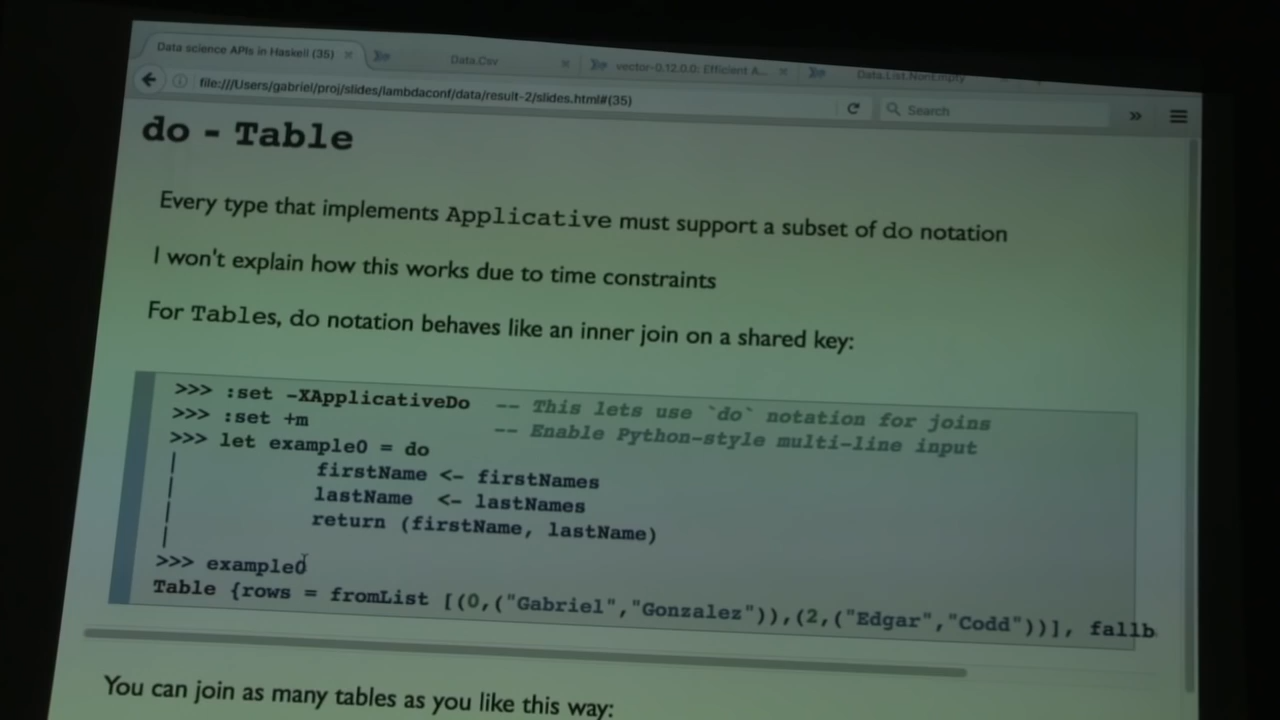 Data science APIs in Haskell (35)
Data.Csv
vector-0.12.0.0: Efficient A...
Data.List.NonEmpty
file:///Users/gabriel/proj/slides/lambdaconf/data/result-2/slides.html#(35)
Search
do - Table
Every type that implements Applicative must support a subset of do notation
I won't explain how this works due to time constraints
For Tables, do notation behaves like an inner join on a shared key:
>>> :set -XApplicativeDo -- This lets use `do` notation for joins
>>> :set +m -- Enable Python-style multi-line input
>>> let example0 = do
| firstName <- firstNames
| lastName <- lastNames
| return (firstName, lastName)
|
>>> example0
Table {rows = fromList [(0,("Gabriel","Gonzalez")),(2,("Edgar","Codd"))], fallb
You can join as many tables as you like this way: